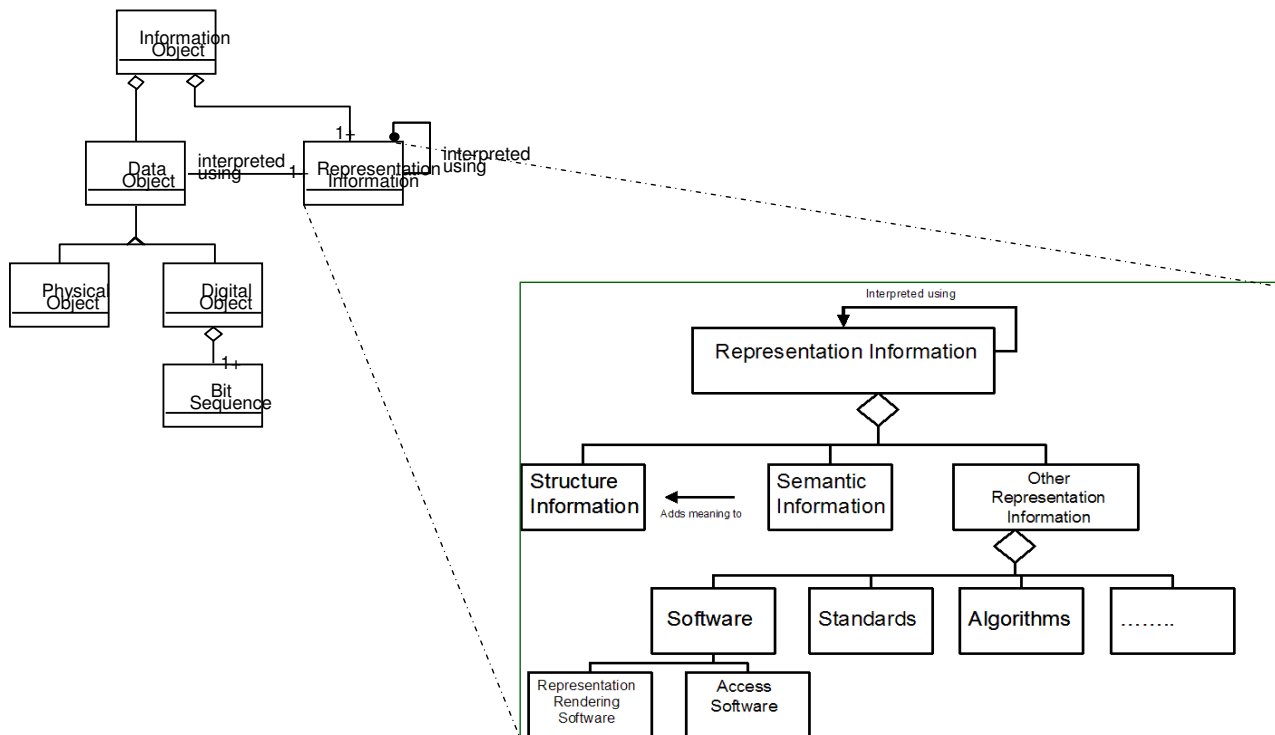 Information
Object
1+
Data
Object
interpreted
using
1
Representation
Information
interpreted
using
Physical
Object
Digital
Object
1+
Bit
Sequence
Interpreted using
Representation Information
Structure
Information
Adds meaning to
Semantic
Information
Other
Representation
Information
Software
Standards
Algorithms
……..
Representation
Rendering
Software
Access
Software